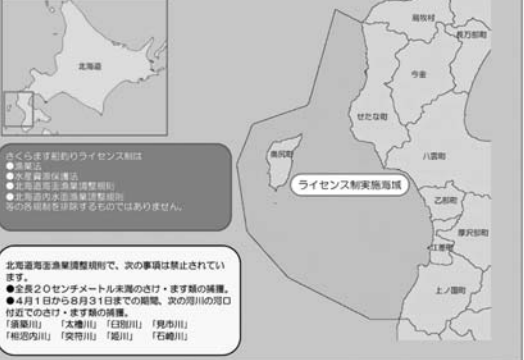 北海道
さくらます船釣りライセンス制は
●漁業法
●水産資源保護法
●北海道海面漁業調整規則
●北海道内水面漁業調整規則
等の各規制を排除するものではありません。
北海道海面漁業調整規則で、次の事項は禁止されてい
ます。
●全長20センチメートル未満のさけ・ます類の捕獲。
●4月1日から8月31日までの期間、次の河川の河口
付近でのさけ・ます類の捕獲。
「須築川」 「太櫓川」 「臼別川」 「見市川」
「相沼内川」 「突符川」 「姫川」 「石崎川」
島牧村
長万部町
今金
せたな町
八雲町
奥尻町
ライセンス制実施海域
乙部町
厚沢部町
江差町
上ノ国町